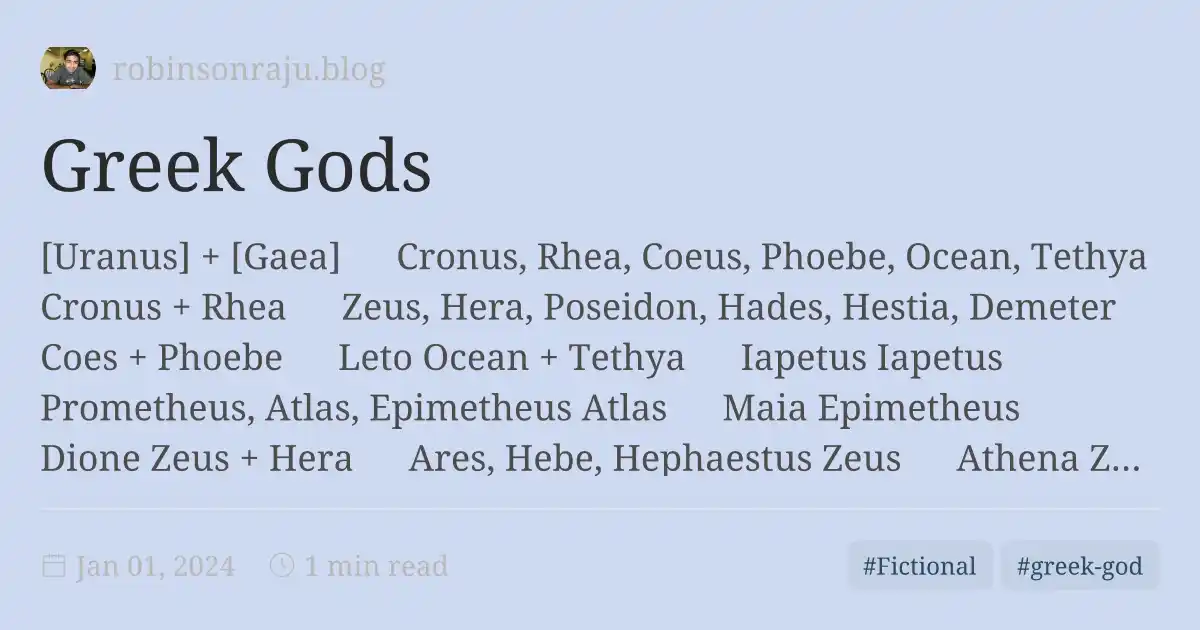 robinsonraju.blog
Greek Gods
[Uranus] + [Gaea] Cronus, Rhea, Coeus, Phoebe, Ocean, Tethya
Cronus + Rhea Zeus, Hera, Poseidon, Hades, Hestia, Demeter
Coes + Phoebe Leto Ocean + Tethya Iapetus Iapetus
Prometheus, Atlas, Epimetheus Atlas Maia Epimetheus
Dione Zeus + Hera Ares, Hebe, Hephaestus Zeus Athena Z...
Jan 01, 2024 1 min read #Fictional #greek-god